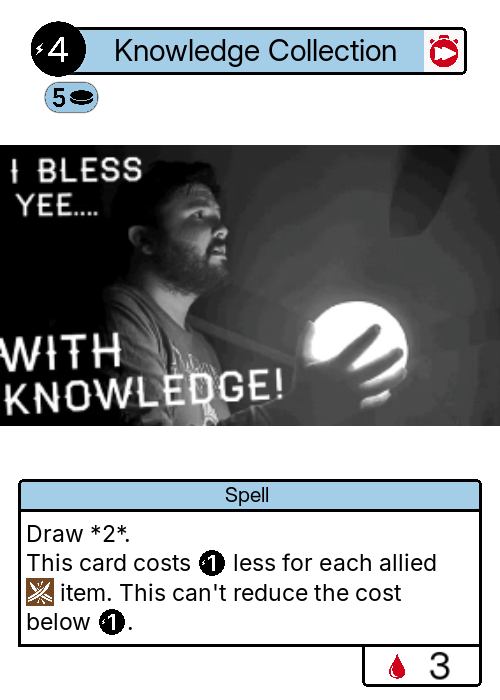 4 Knowledge Collection
5
I BLESS
YEE....
WITH
KNOWLEDGE!
Spell
Draw *2*.
This card costs 1 less for each allied
item. This can't reduce the cost
below 1.
3